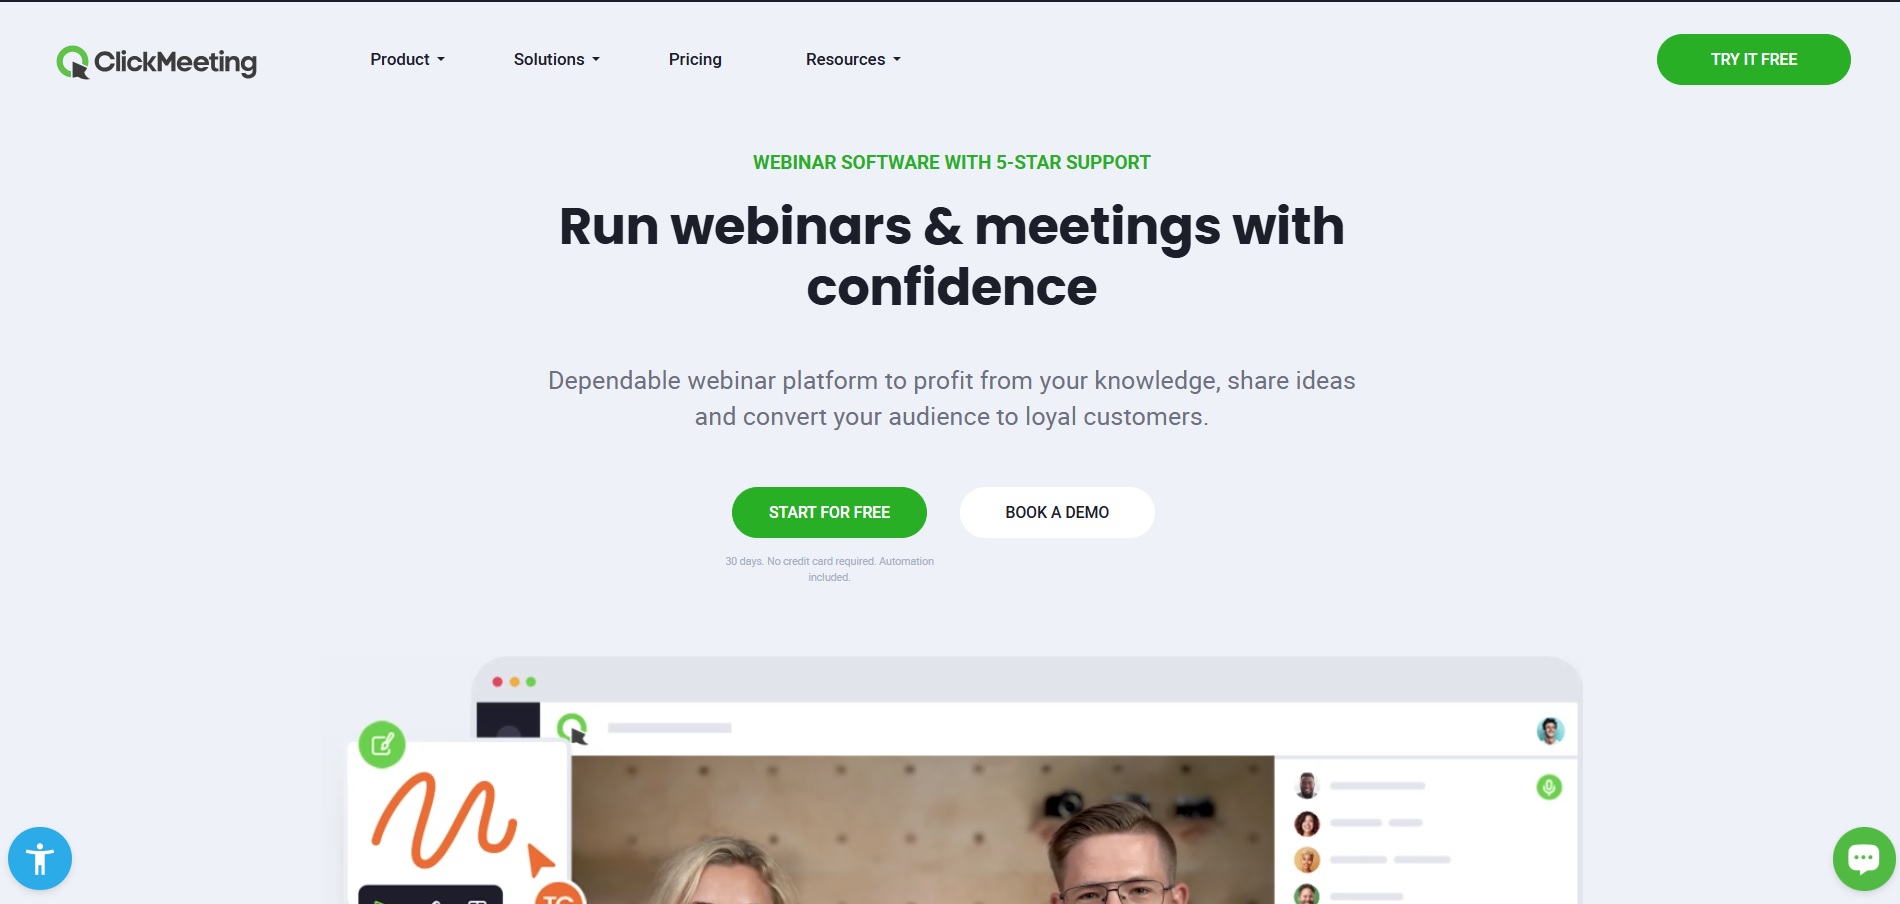 ClickMeeting
Product
Solutions
Pricing
Resources
TRY IT FREE
WEBINAR SOFTWARE WITH 5-STAR SUPPORT
Run webinars & meetings with
confidence
Dependable webinar platform to profit from your knowledge, share ideas
and convert your audience to loyal customers.
START FOR FREE
BOOK A DEMO
30 days. No credit card required. Automation
included.